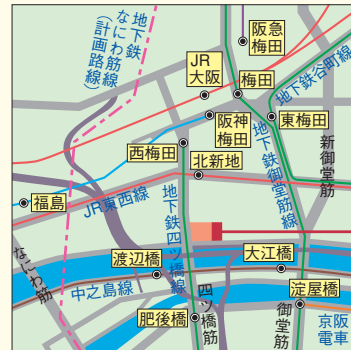 地下鉄
なにわ筋線
(計画路線)
阪急
梅田
JR
大阪
梅田
地下鉄谷町線
阪神
梅田
東梅田
西梅田
北新地
地下鉄御堂筋線
新御堂筋
福島
JR東西線
地下鉄四ツ橋線
なにわ筋
渡辺橋
大江橋
中之島線
四ツ橋筋
淀屋橋
肥後橋
御堂筋
京阪
電車